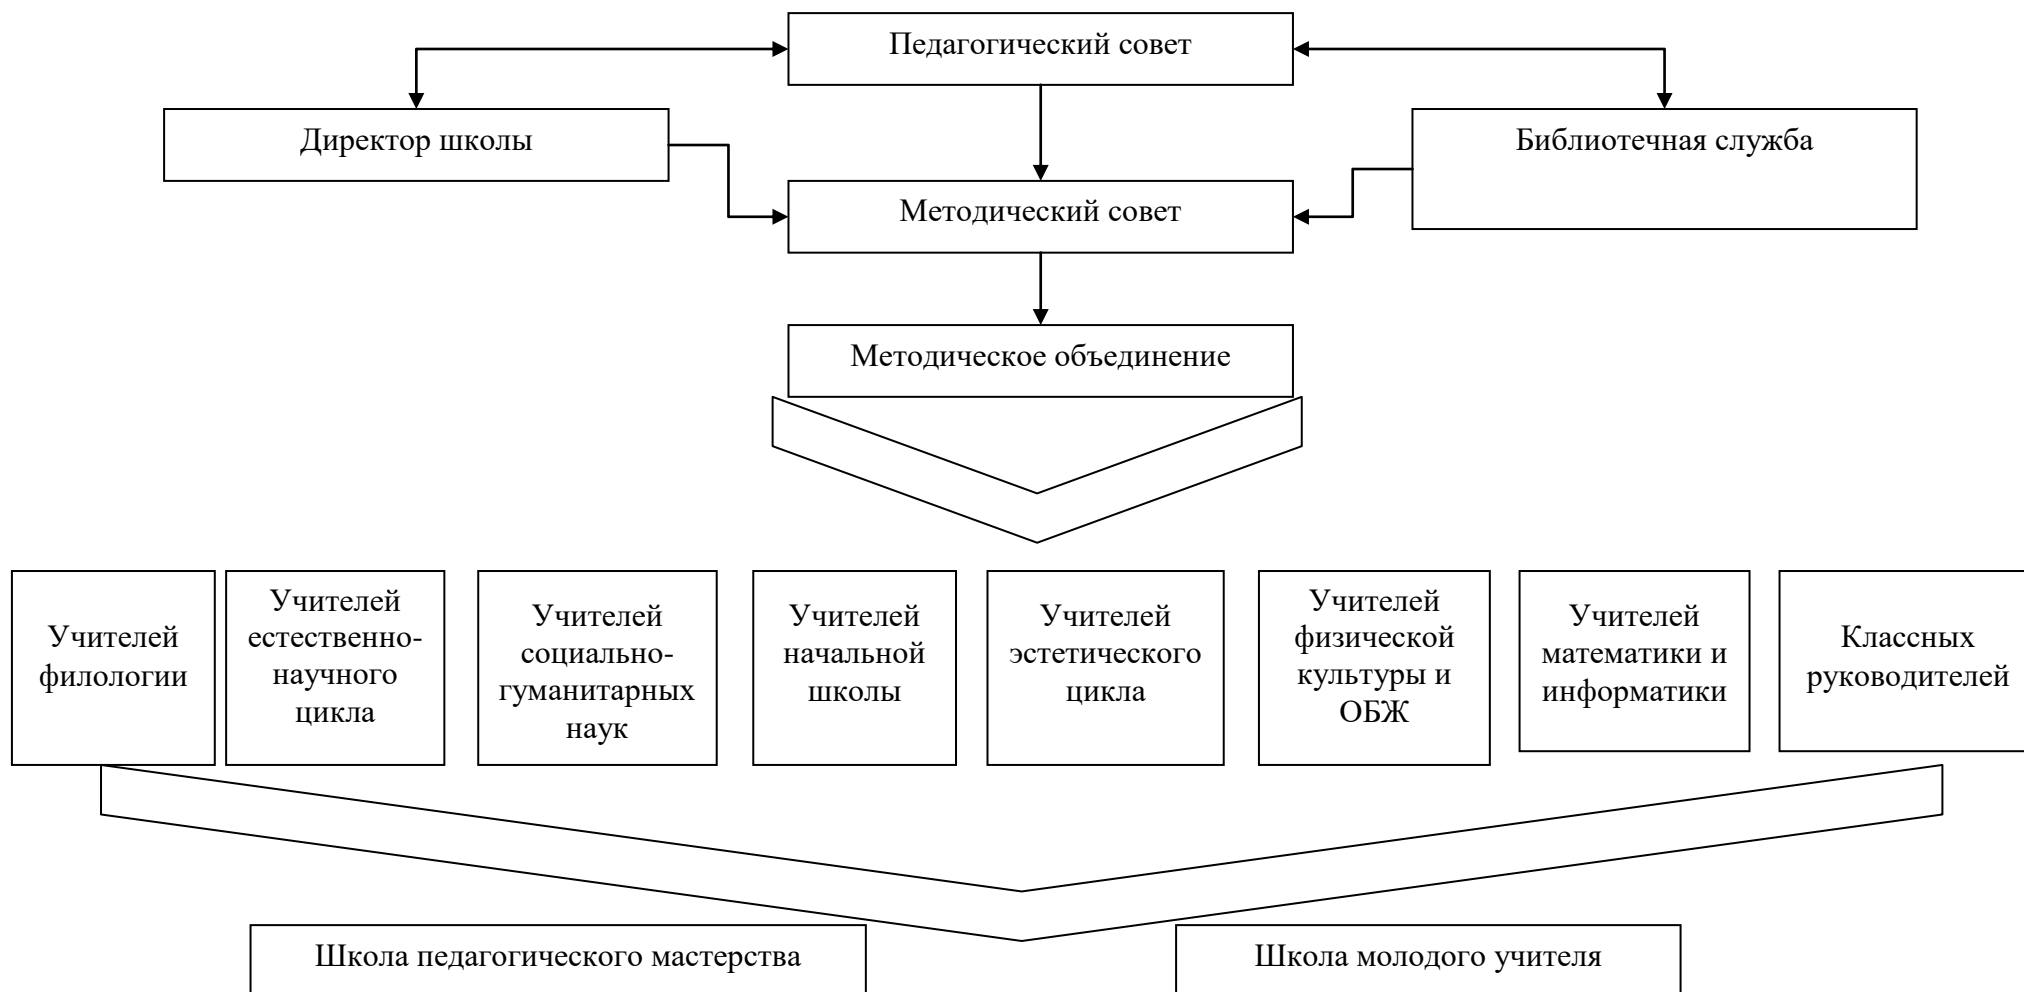 Педагогический совет
Директор школы
Библиотечная служба
Методический совет
Методическое объединение
Учителей
филологии
Учителей
естественно-
научного
цикла
Учителей
социально-
гуманитарных
наук
Учителей
начальной
школы
Учителей
эстетического
цикла
Учителей
физической
культуры и
ОБЖ
Учителей
математики и
информатики
Классных
руководителей
Школа педагогического мастерства
Школа молодого учителя